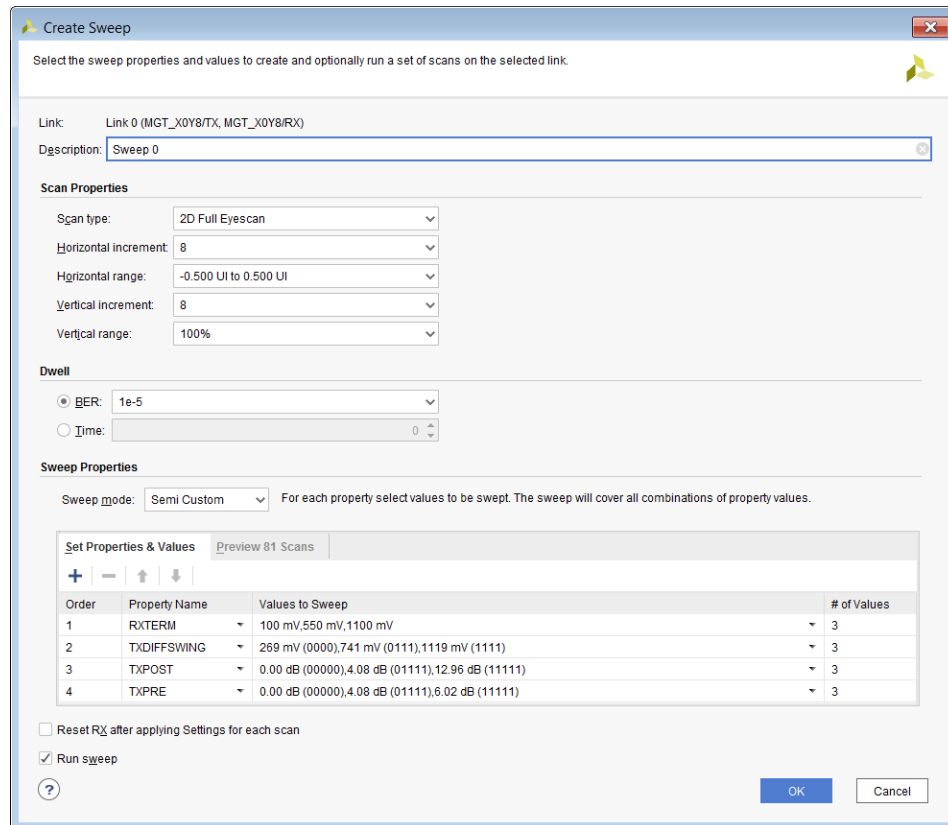 Create Sweep
Select the sweep properties and values to create and optionally run a set of scans on the selected link.
Link: Link 0 (MGT_X0Y8/TX, MGT_X0Y8/RX)
Description: Sweep 0
Scan Properties
Scan type: 2D Full Eyescan
Horizontal increment: 8
Horizontal range: -0.500 UI to 0.500 UI
Vertical increment: 8
Vertical range: 100%
Dwell
BER: 1e-5
Time: 0
Sweep Properties
Sweep mode: Semi Custom For each property select values to be swept. The sweep will cover all combinations of property values.
Set Properties & Values Preview 81 Scans
Order Property Name Values to Sweep # of Values
1 RXTERM 100 mV,550 mV,1100 mV 3
2 TXDIFFSWING 269 mV (0000),741 mV (0111),1119 mV (1111) 3
3 TXPOST 0.00 dB (00000),4.08 dB (01111),12.96 dB (11111) 3
4 TXPRE 0.00 dB (00000),4.08 dB (01111),6.02 dB (11111) 3
Reset RX after applying Settings for each scan
Run sweep
? OK Cancel